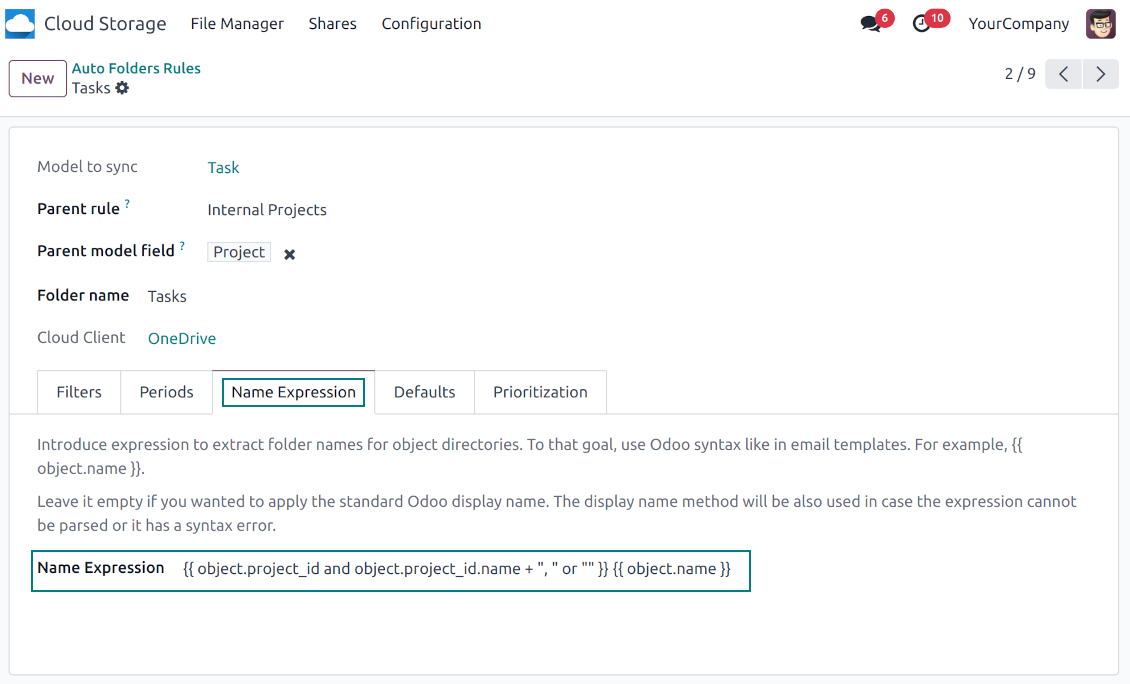 Cloud Storage File Manager Shares Configuration 6 10 YourCompany
New Auto Folders Rules
Tasks
2 / 9
Model to sync Task
Parent rule ? Internal Projects
Parent model field ? Project
Folder name Tasks
Cloud Client OneDrive
Filters Periods Name Expression Defaults Prioritization
Introduce expression to extract folder names for object directories. To that goal, use Odoo syntax like in email templates. For example, {{
object.name }}.
Leave it empty if you wanted to apply the standard Odoo display name. The display name method will be also used in case the expression cannot
be parsed or it has a syntax error.
Name Expression {{ object.project_id and object.project_id.name + ", " or "" }} {{ object.name }}